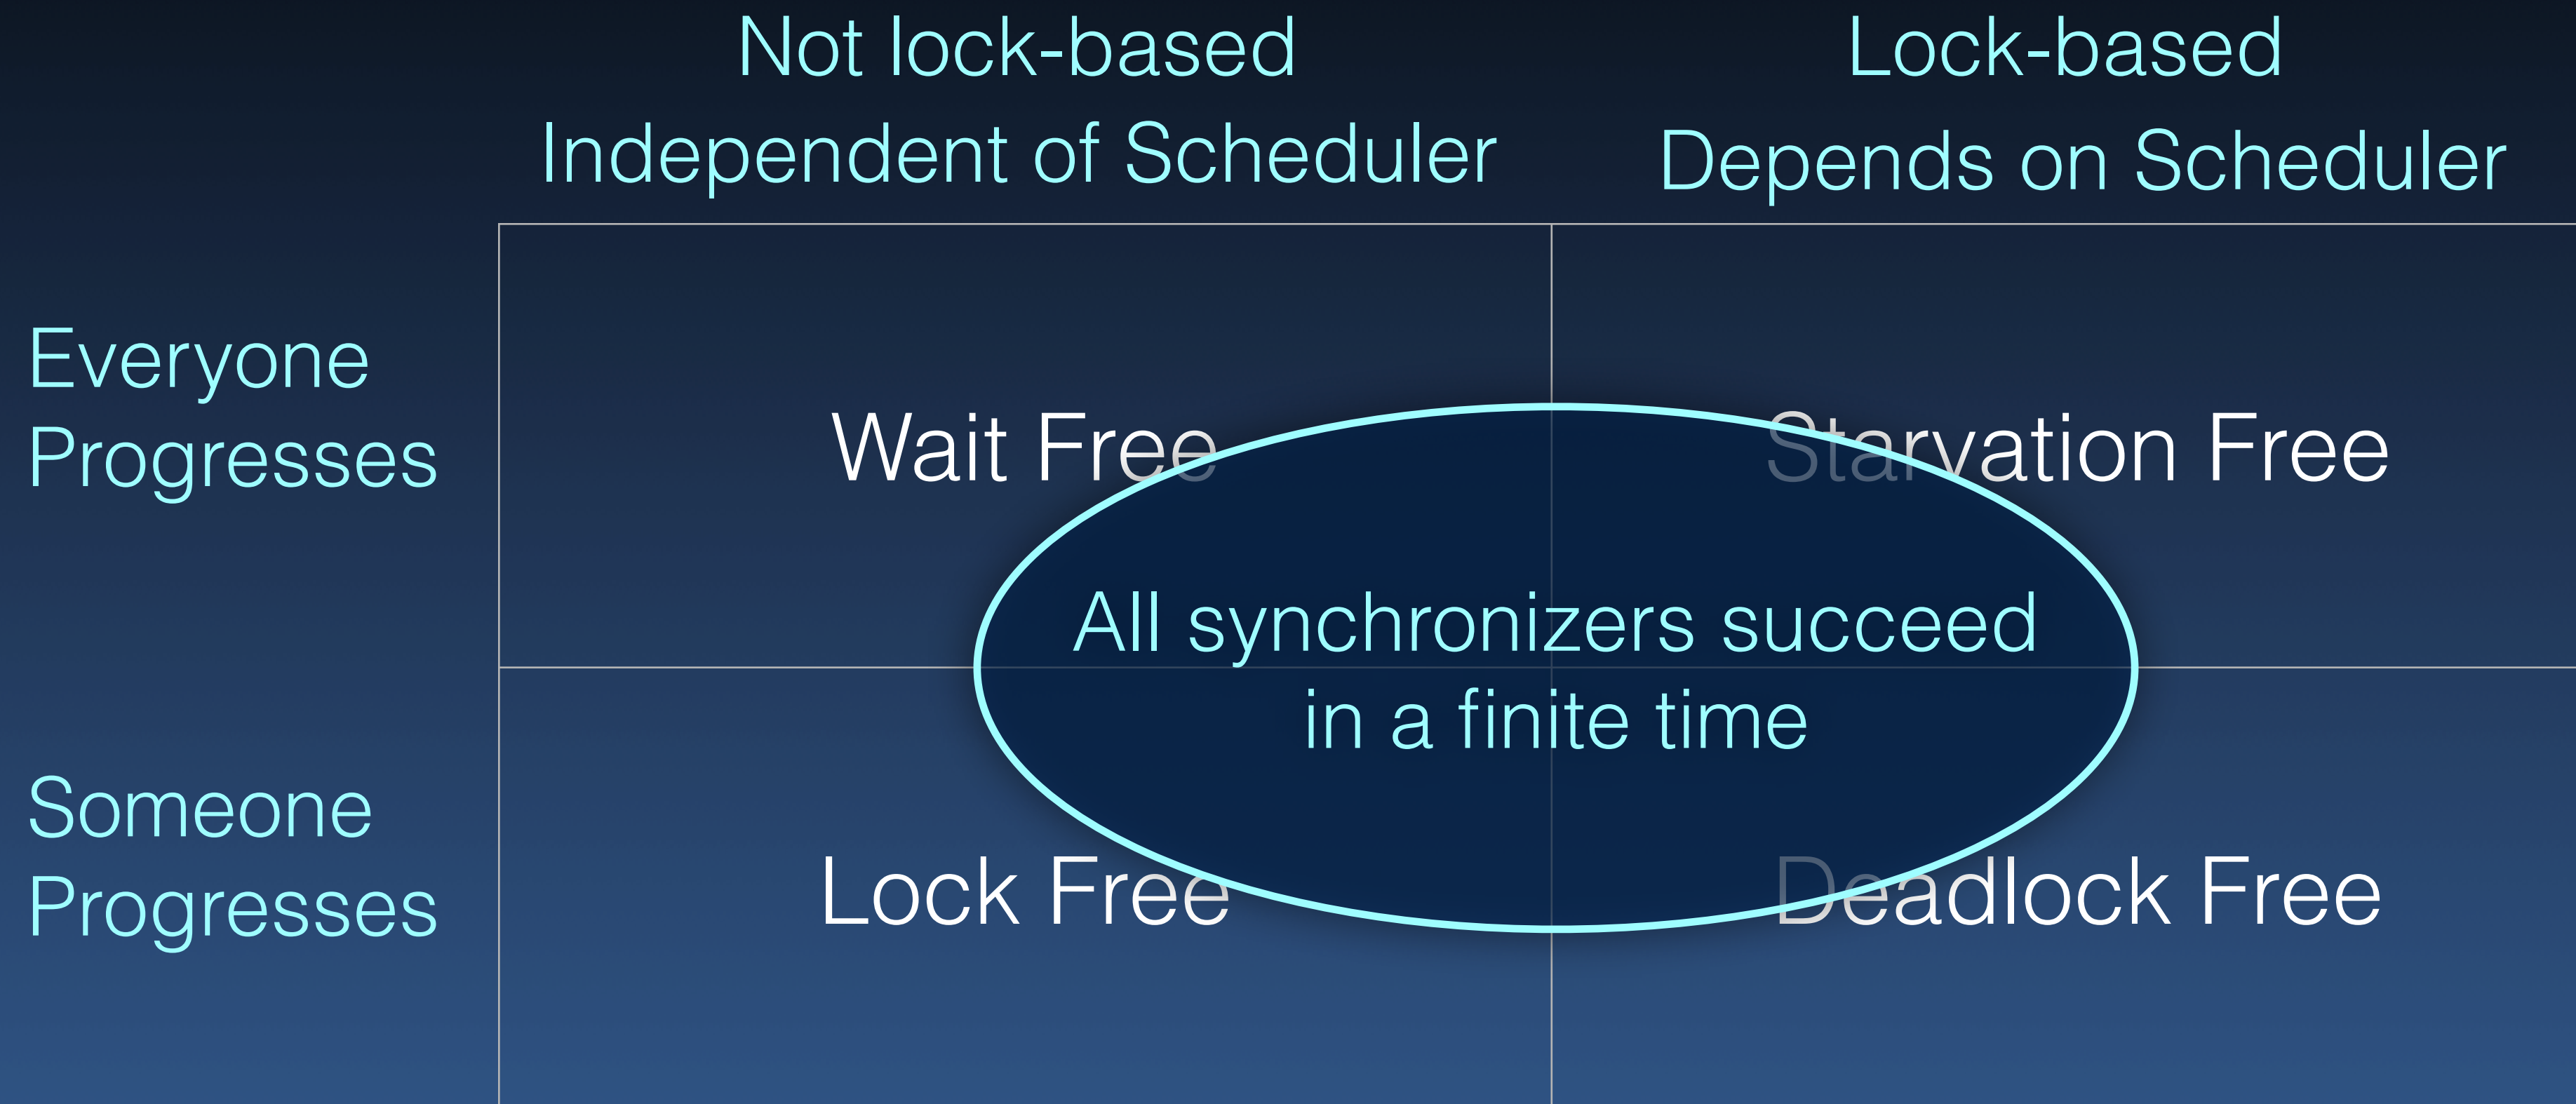 Not lock-based
Independent of Scheduler
Lock-based
Depends on Scheduler
Everyone
Progresses
Wait Free
Starvation Free
All synchronizers succeed
in a finite time
Someone
Progresses
Lock Free
Deadlock Free